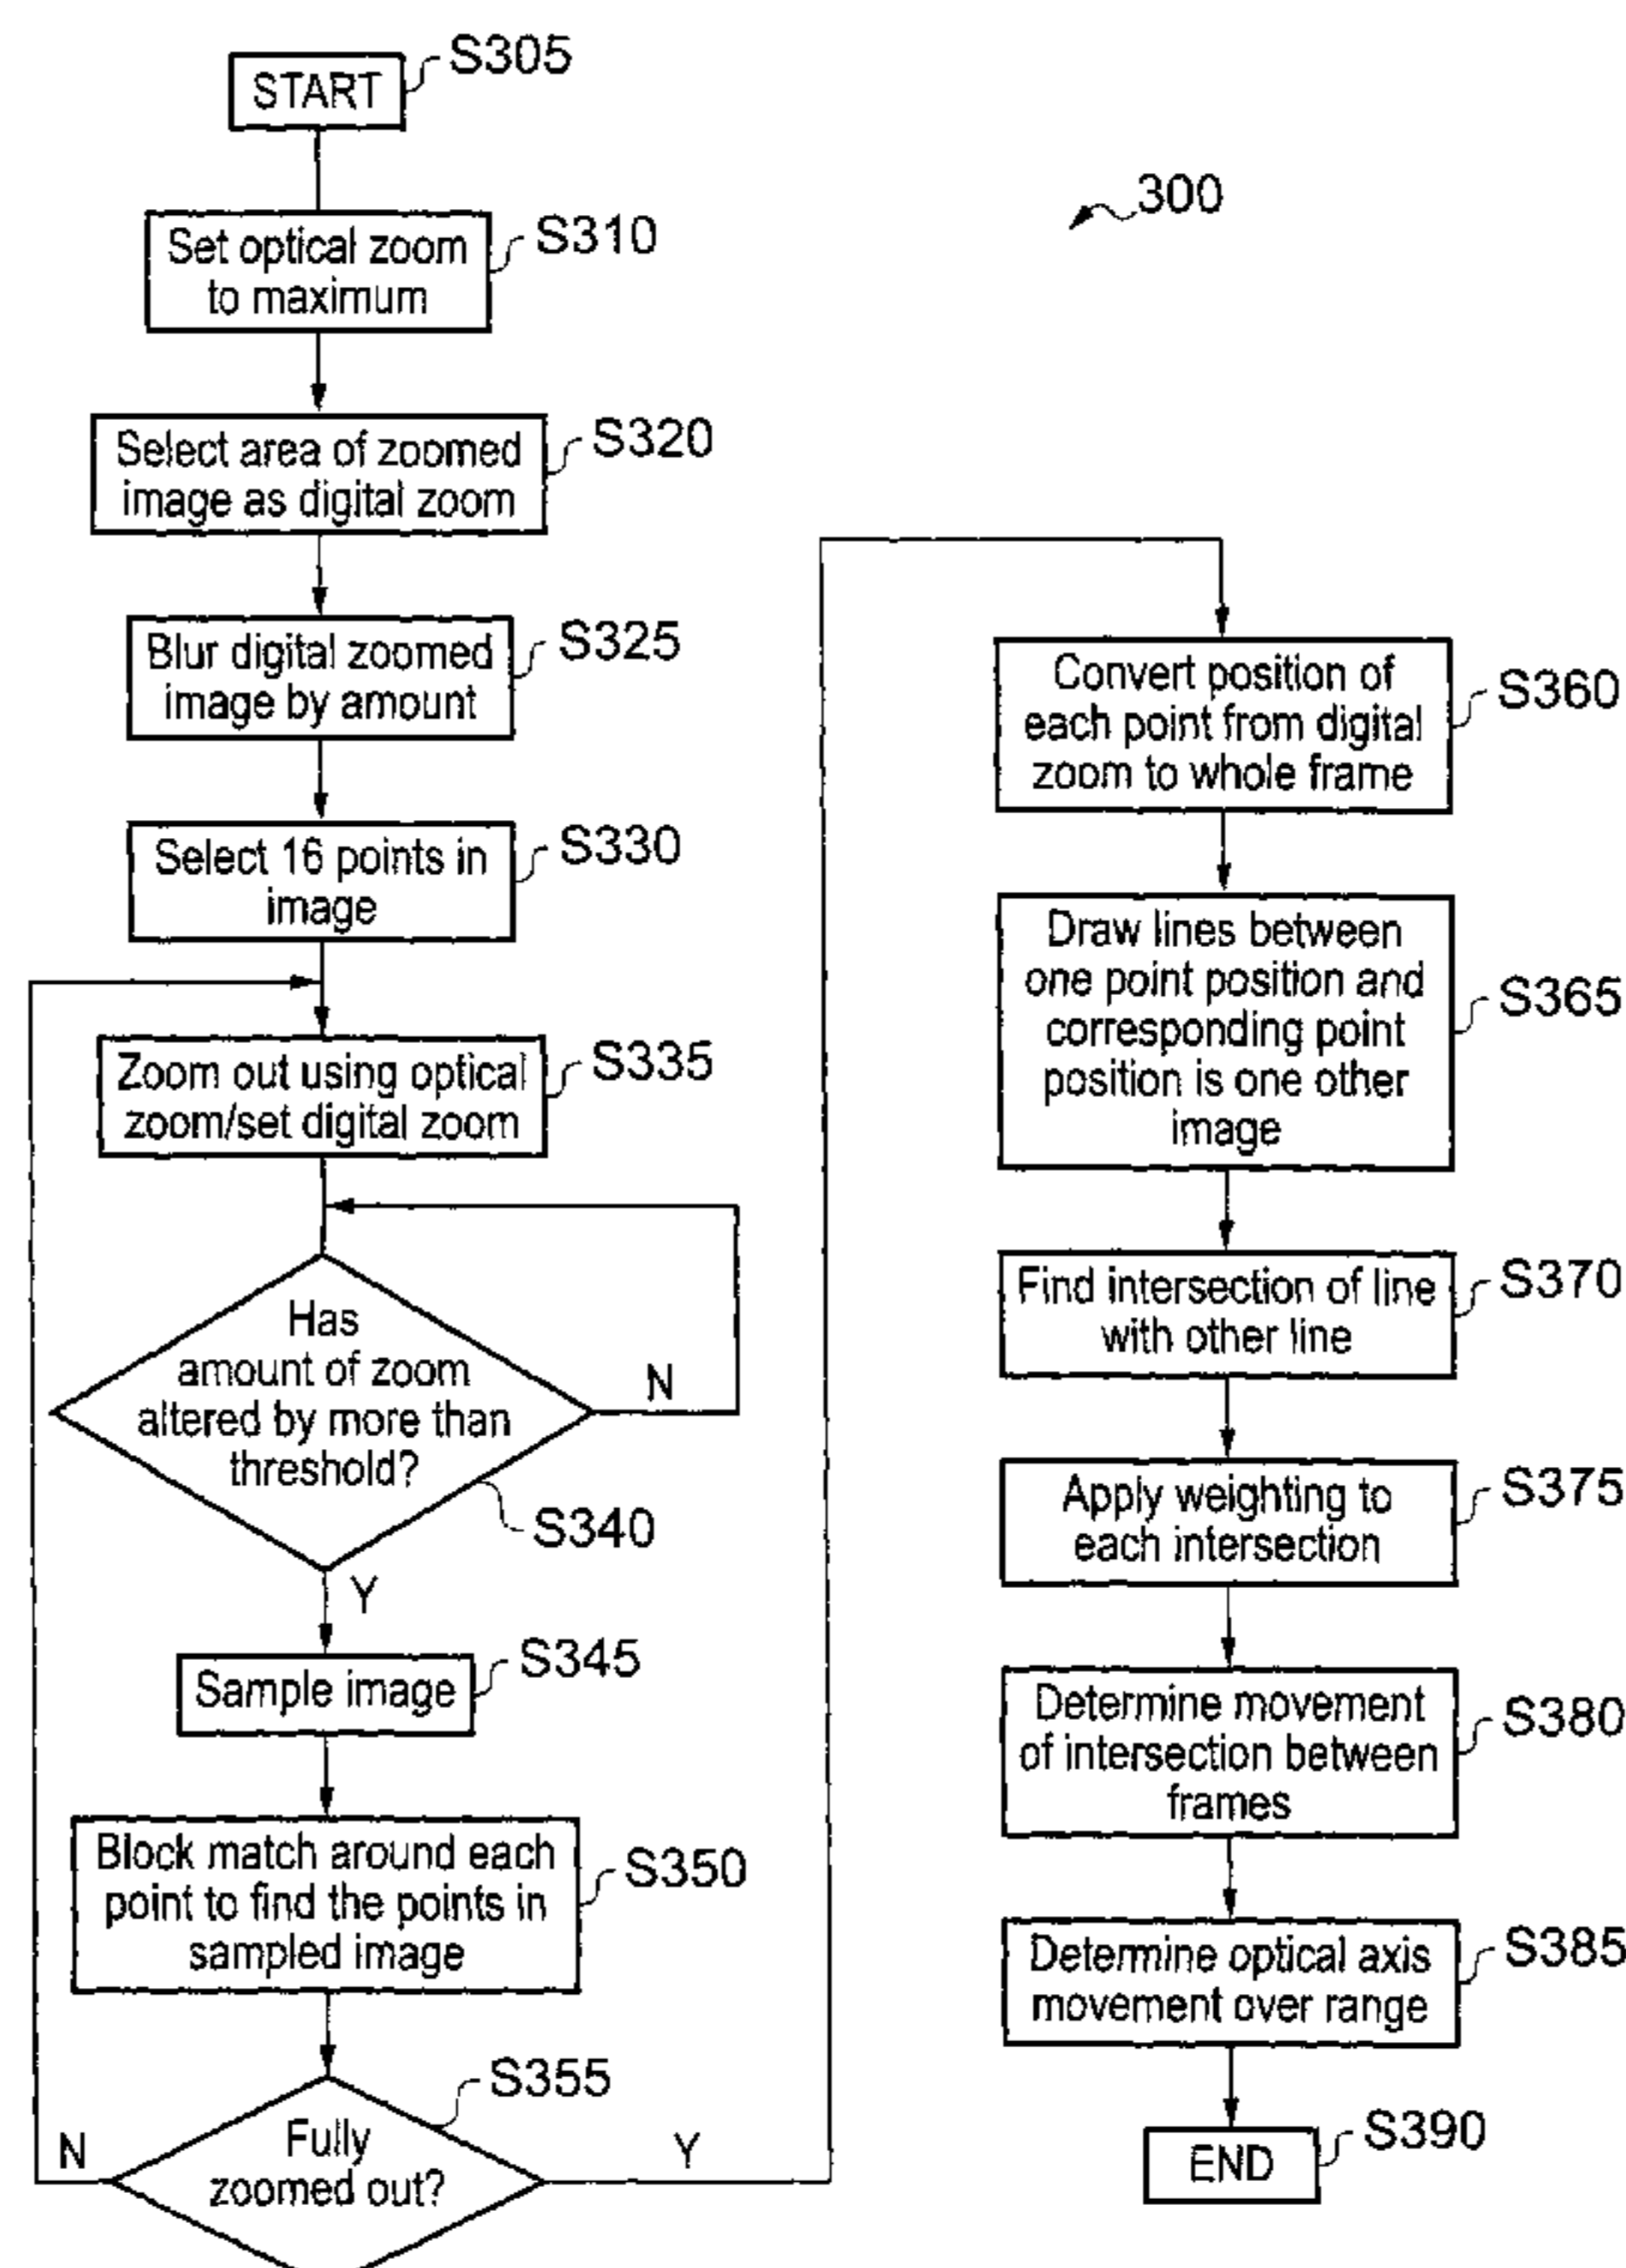 START
S305
300
Set optical zoom
to maximum
S310
Select area of zoomed
image as digital zoom
S320
Blur digital zoomed
image by amount
S325
Select 16 points in
image
S330
Zoom out using optical
zoom/set digital zoom
S335
Has
amount of zoom
altered by more than
threshold?
N
S340
Y
Sample image
S345
Block match around each
point to find the points in
sampled image
S350
Fully
zoomed out?
S355
N
Y
Convert position of
each point from digital
zoom to whole frame
S360
Draw lines between
one point position and
corresponding point
position is one other
image
S365
Find intersection of line
with other line
S370
Apply weighting to
each intersection
S375
Determine movement
of intersection between
frames
S380
Determine optical axis
movement over range
S385
END
S390